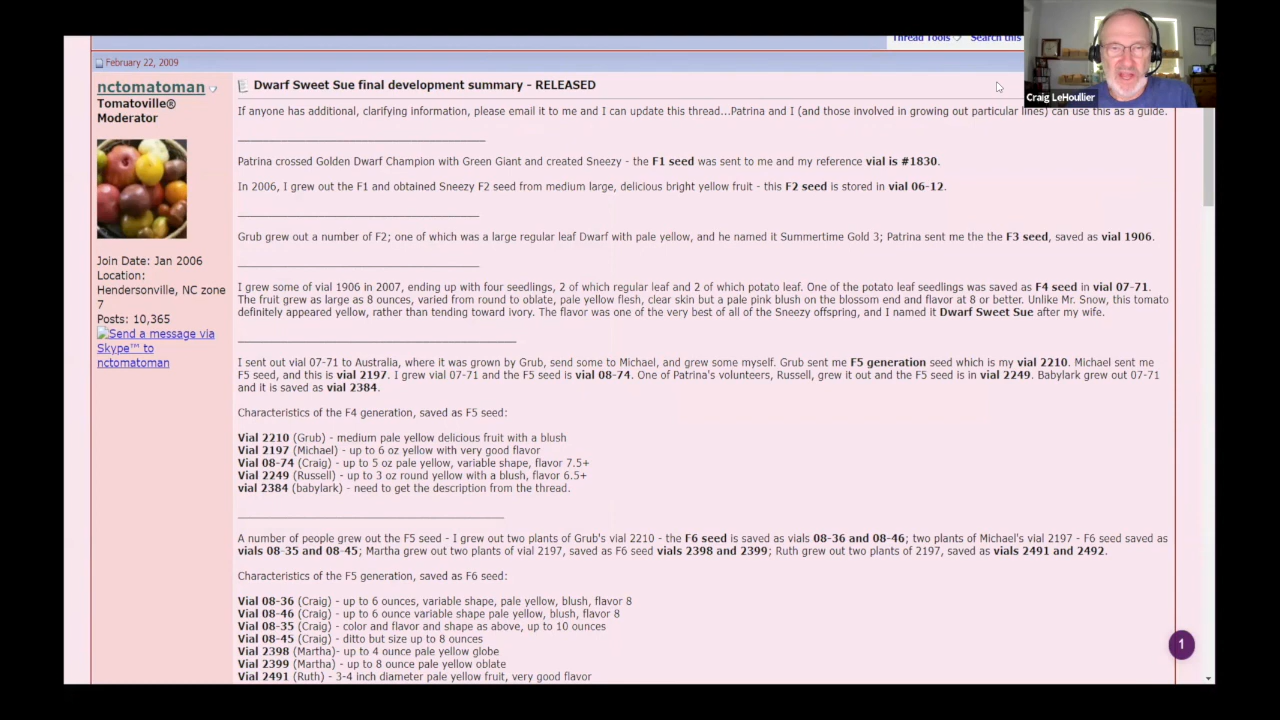 Thread Tools
Search this
February 22, 2009
Craig LeHoullier
nctomatoman
Tomatoville®
Moderator
Join Date: Jan 2006
Location:
Hendersonville, NC zone
7
Posts: 10,365
Send a message via
Skype™ to
nctomatoman
Dwarf Sweet Sue final development summary - RELEASED
If anyone has additional, clarifying information, please email it to me and I can update this thread...Patrina and I (and those involved in growing out particular lines) can use this as a guide.
Patrina crossed Golden Dwarf Champion with Green Giant and created Sneezy - the F1 seed was sent to me and my reference vial is #1830.
In 2006, I grew out the F1 and obtained Sneezy F2 seed from medium large, delicious bright yellow fruit - this F2 seed is stored in vial 06-12.
Grub grew out a number of F2; one of which was a large regular leaf Dwarf with pale yellow, and he named it Summertime Gold 3; Patrina sent me the the F3 seed, saved as vial 1906.
I grew some of vial 1906 in 2007, ending up with four seedlings, 2 of which regular leaf and 2 of which potato leaf. One of the potato leaf seedlings was saved as F4 seed in vial 07-71.
The fruit grew as large as 8 ounces, varied from round to oblate, pale yellow flesh, clear skin but a pale pink blush on the blossom end and flavor at 8 or better. Unlike Mr. Snow, this tomato
definitely appeared yellow, rather than tending toward ivory. The flavor was one of the very best of all of the Sneezy offspring, and I named it Dwarf Sweet Sue after my wife.
I sent out vial 07-71 to Australia, where it was grown by Grub, send some to Michael, and grew some myself. Grub sent me F5 generation seed which is my vial 2210. Michael sent me
F5 seed, and this is vial 2197. I grew vial 07-71 and the F5 seed is vial 08-74. One of Patrina's volunteers, Russell, grew it out and the F5 seed is in vial 2249. Babylark grew out 07-71
and it is saved as vial 2384.
Characteristics of the F4 generation, saved as F5 seed:
Vial 2210 (Grub) - medium pale yellow delicious fruit with a blush
Vial 2197 (Michael) - up to 6 oz yellow with very good flavor
Vial 08-74 (Craig) - up to 5 oz pale yellow, variable shape, flavor 7.5+
Vial 2249 (Russell) - up to 3 oz round yellow with a blush, flavor 6.5+
vial 2384 (babylark) - need to get the description from the thread.
A number of people grew out the F5 seed - I grew out two plants of Grub's vial 2210 - the F6 seed is saved as vials 08-36 and 08-46; two plants of Michael's vial 2197 - F6 seed saved as
vials 08-35 and 08-45; Martha grew out two plants of vial 2197, saved as F6 seed vials 2398 and 2399; Ruth grew out two plants of 2197, saved as vials 2491 and 2492.
Characteristics of the F5 generation, saved as F6 seed:
Vial 08-36 (Craig) - up to 6 ounces, variable shape, pale yellow, blush, flavor 8
Vial 08-46 (Craig) - up to 6 ounce variable shape pale yellow, blush, flavor 8
Vial 08-35 (Craig) - color and flavor and shape as above, up to 10 ounces
Vial 08-45 (Craig) - ditto but size up to 8 ounces
Vial 2398 (Martha)- up to 4 ounce pale yellow globe
Vial 2399 (Martha) - up to 8 ounce pale yellow oblate
Vial 2491 (Ruth) - 3-4 inch diameter pale yellow fruit, very good flavor
1